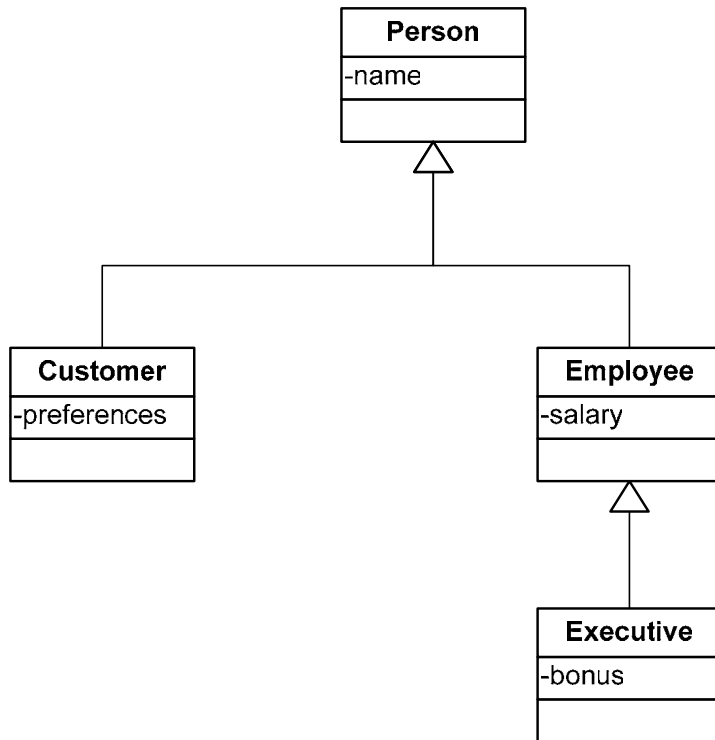 Person
-name
Customer
-preferences
Employee
-salary
Executive
-bonus